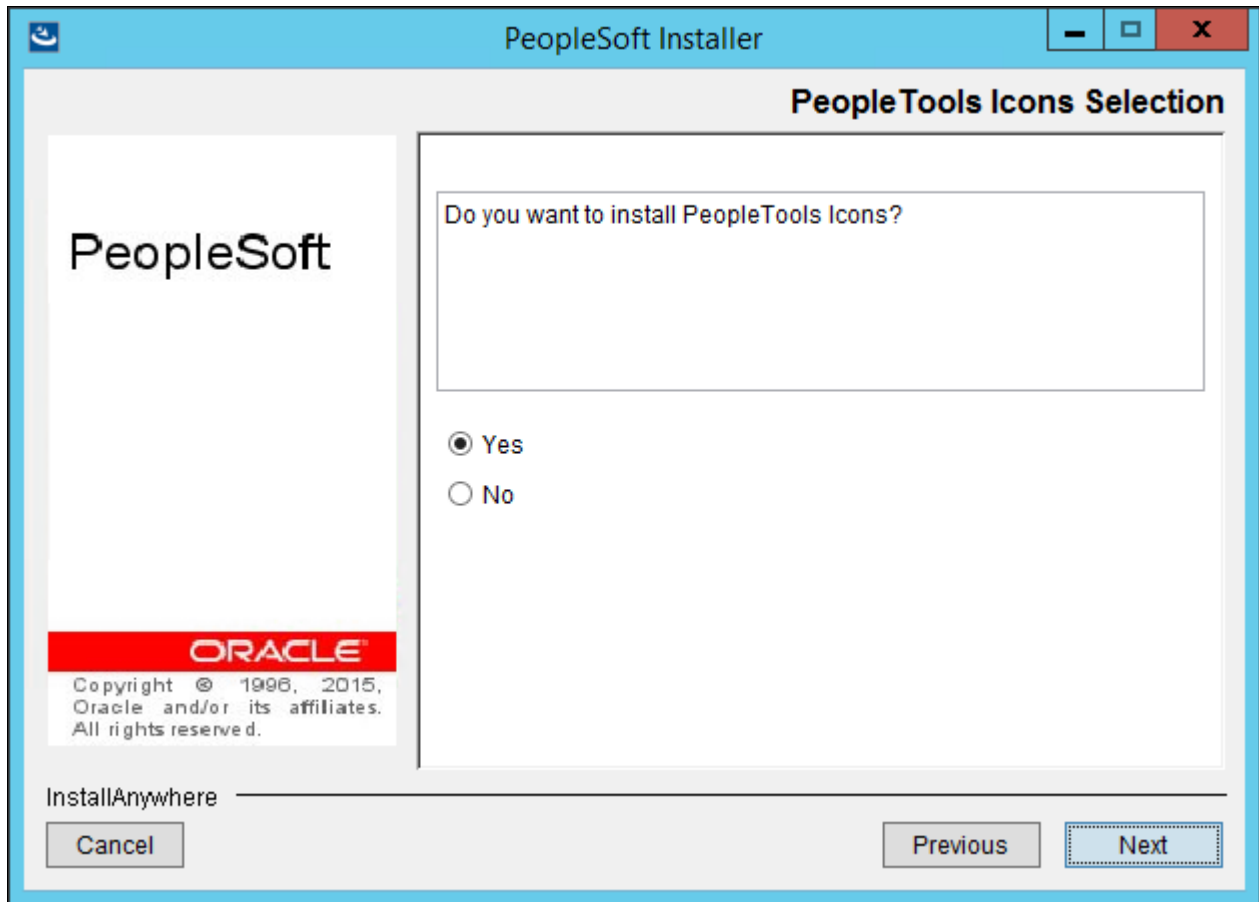 PeopleSoft Installer
PeopleTools Icons Selection
PeopleSoft
Do you want to install PeopleTools Icons?
Yes
No
ORACLE
Copyright © 1996, 2015,
Oracle and/or its affiliates.
All rights reserved.
InstallAnywhere
Cancel
Previous
Next